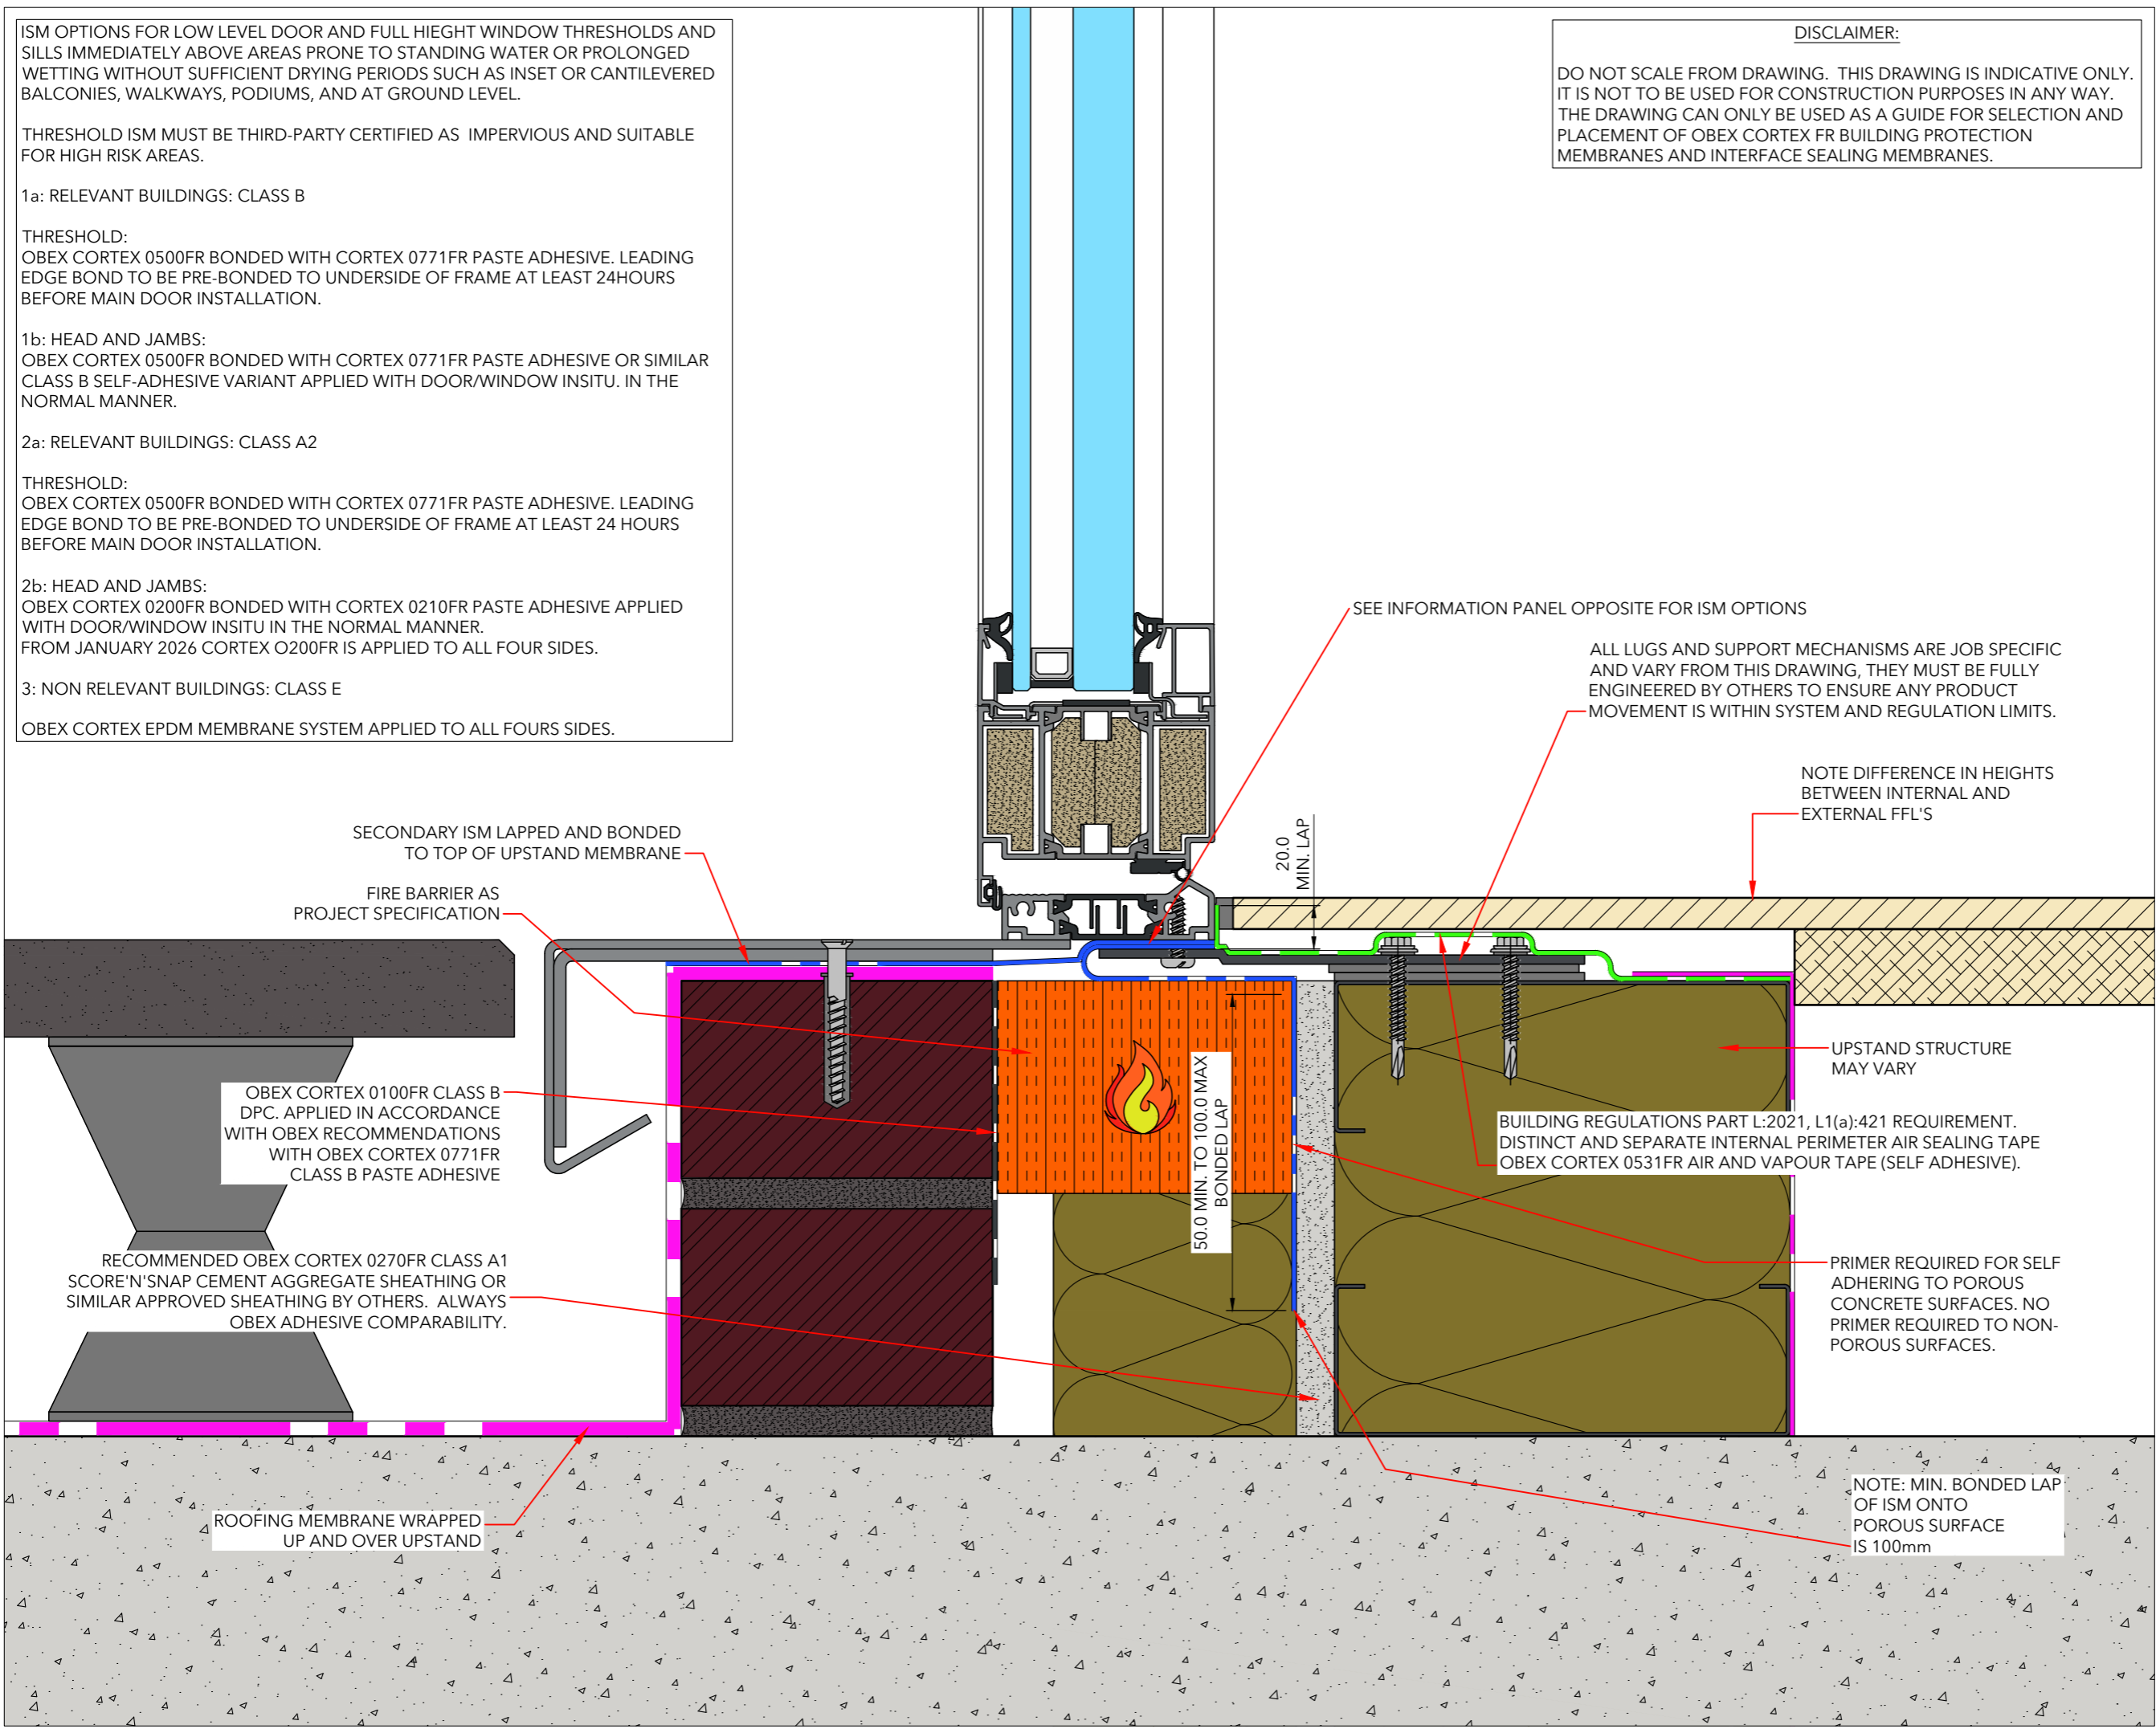 ISM OPTIONS FOR LOW LEVEL DOOR AND FULL HIEGHT WINDOW THRESHOLDS AND
SILLS IMMEDIATELY ABOVE AREAS PRONE TO STANDING WATER OR PROLONGED
WETTING WITHOUT SUFFICIENT DRYING PERIODS SUCH AS INSET OR CANTILEVERED
BALCONIES, WALKWAYS, PODIUMS, AND AT GROUND LEVEL.
THRESHOLD ISM MUST BE THIRD-PARTY CERTIFIED AS IMPERVIOUS AND SUITABLE
FOR HIGH RISK AREAS.
1a: RELEVANT BUILDINGS: CLASS B
THRESHOLD:
OBEX CORTEX 0500FR BONDED WITH CORTEX 0771FR PASTE ADHESIVE. LEADING
EDGE BOND TO BE PRE-BONDED TO UNDERSIDE OF FRAME AT LEAST 24HOURS
BEFORE MAIN DOOR INSTALLATION.
1b: HEAD AND JAMBS:
OBEX CORTEX 0500FR BONDED WITH CORTEX 0771FR PASTE ADHESIVE OR SIMILAR
CLASS B SELF-ADHESIVE VARIANT APPLIED WITH DOOR/WINDOW INSITU. IN THE
NORMAL MANNER.
2a: RELEVANT BUILDINGS: CLASS A2
THRESHOLD:
OBEX CORTEX 0500FR BONDED WITH CORTEX 0771FR PASTE ADHESIVE. LEADING
EDGE BOND TO BE PRE-BONDED TO UNDERSIDE OF FRAME AT LEAST 24 HOURS
BEFORE MAIN DOOR INSTALLATION.
2b: HEAD AND JAMBS:
OBEX CORTEX 0200FR BONDED WITH CORTEX 0210FR PASTE ADHESIVE APPLIED
WITH DOOR/WINDOW INSITU IN THE NORMAL MANNER.
FROM JANUARY 2026 CORTEX O200FR IS APPLIED TO ALL FOUR SIDES.
3: NON RELEVANT BUILDINGS: CLASS E
OBEX CORTEX EPDM MEMBRANE SYSTEM APPLIED TO ALL FOURS SIDES.
DISCLAIMER:
DO NOT SCALE FROM DRAWING. THIS DRAWING IS INDICATIVE ONLY.
IT IS NOT TO BE USED FOR CONSTRUCTION PURPOSES IN ANY WAY.
THE DRAWING CAN ONLY BE USED AS A GUIDE FOR SELECTION AND
PLACEMENT OF OBEX CORTEX FR BUILDING PROTECTION
MEMBRANES AND INTERFACE SEALING MEMBRANES.
SEE INFORMATION PANEL OPPOSITE FOR ISM OPTIONS
ALL LUGS AND SUPPORT MECHANISMS ARE JOB SPECIFIC
AND VARY FROM THIS DRAWING, THEY MUST BE FULLY
ENGINEERED BY OTHERS TO ENSURE ANY PRODUCT
MOVEMENT IS WITHIN SYSTEM AND REGULATION LIMITS.
NOTE DIFFERENCE IN HEIGHTS
BETWEEN INTERNAL AND
EXTERNAL FFL'S
20.0
MIN. LAP
SECONDARY ISM LAPPED AND BONDED
TO TOP OF UPSTAND MEMBRANE
FIRE BARRIER AS
PROJECT SPECIFICATION
OBEX CORTEX 0100FR CLASS B
DPC. APPLIED IN ACCORDANCE
WITH OBEX RECOMMENDATIONS
WITH OBEX CORTEX 0771FR
CLASS B PASTE ADHESIVE
50.0 MIN. TO 100.0 MAX
BONDED LAP
UPSTAND STRUCTURE
MAY VARY
BUILDING REGULATIONS PART L:2021, L1(a):421 REQUIREMENT.
DISTINCT AND SEPARATE INTERNAL PERIMETER AIR SEALING TAPE
OBEX CORTEX 0531FR AIR AND VAPOUR TAPE (SELF ADHESIVE).
RECOMMENDED OBEX CORTEX 0270FR CLASS A1
SCORE'N'SNAP CEMENT AGGREGATE SHEATHING OR
SIMILAR APPROVED SHEATHING BY OTHERS. ALWAYS
OBEX ADHESIVE COMPARABILITY.
PRIMER REQUIRED FOR SELF
ADHERING TO POROUS
CONCRETE SURFACES. NO
PRIMER REQUIRED TO NON-
POROUS SURFACES.
NOTE: MIN. BONDED LAP
OF ISM ONTO
POROUS SURFACE
IS 100mm
ROOFING MEMBRANE WRAPPED
UP AND OVER UPSTAND